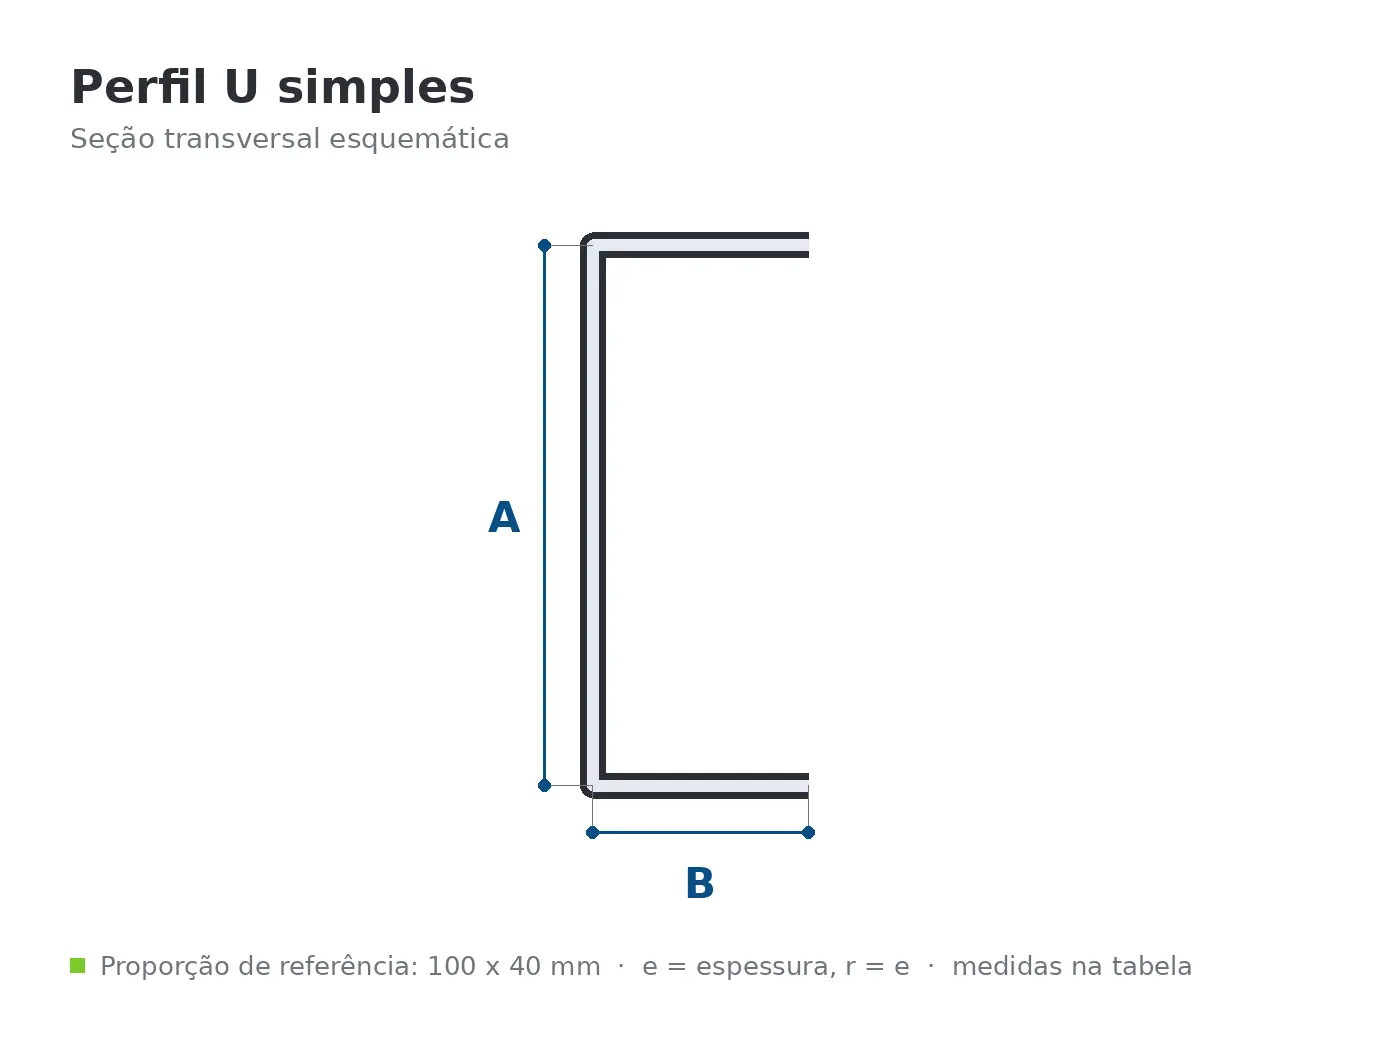 Perfil U simples
Seção transversal esquemática
A
B
Proporção de referência: 100 x 40 mm · e = espessura, r = e · medidas na tabela